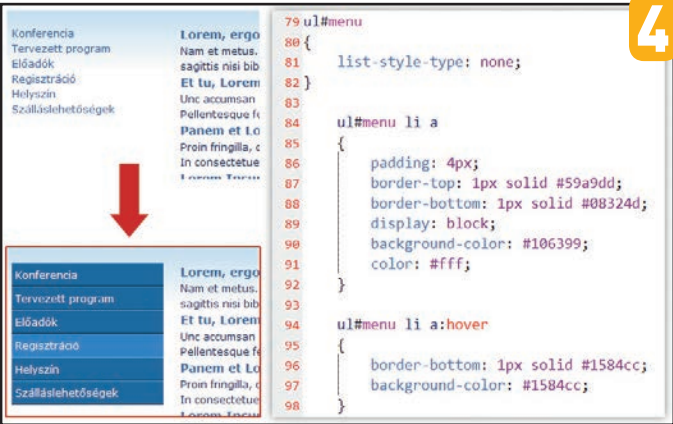 4
Konferencia
Tervezett program
Előadók
Regisztráció
Helyszín
Szálláslehetőségek
Lorem, ergo
Nam et metus.
sagittis nisi bib
Et tu, Lorem
Unc accumsan
Pellentesque fe
Panem et Lo
Proin fringilla, c
In consectetue
Lorem Ipsu
Konferencia
Tervezett program
Előadók
Regisztráció
Helyszín
Szálláslehetőségek
Lorem, ergo
Nam et metus.
sagittis nisi bib
Et tu, Lorem
Unc accumsan
Pellentesque fe
Panem et Lo
Proin fringilla, c
In consectetue
Lorem Ipsu
79 ul#menu
80 {
81 list-style-type: none;
82 }
83
84 ul#menu li a
85 {
86 padding: 4px;
87 border-top: 1px solid #59a9dd;
88 border-bottom: 1px solid #08324d;
89 display: block;
90 background-color: #106399;
91 color: #fff;
92 }
93
94 ul#menu li a:hover
95 {
96 border-bottom: 1px solid #1584cc;
97 background-color: #1584cc;
98 }